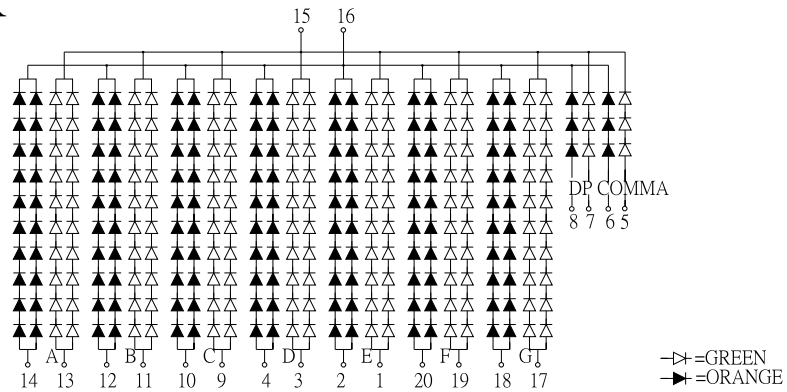 15 16
DP COMMA
8 7 6 5
A B C D E F G
14 13 12 11 10 9 4 3 2 1 20 19 18 17
=GREEN
=ORANGE